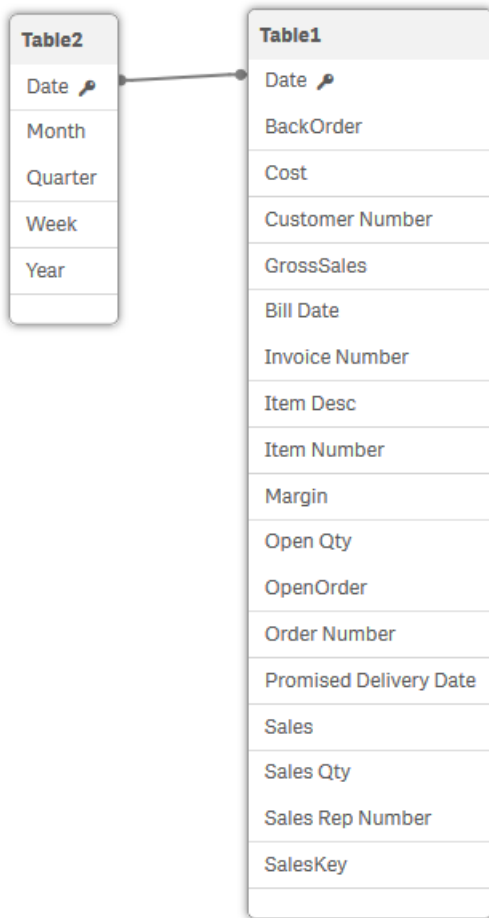 Table2
Date
Month
Quarter
Week
Year
Table1
Date
BackOrder
Cost
Customer Number
GrossSales
Bill Date
Invoice Number
Item Desc
Item Number
Margin
Open Qty
OpenOrder
Order Number
Promised Delivery Date
Sales
Sales Qty
Sales Rep Number
SalesKey